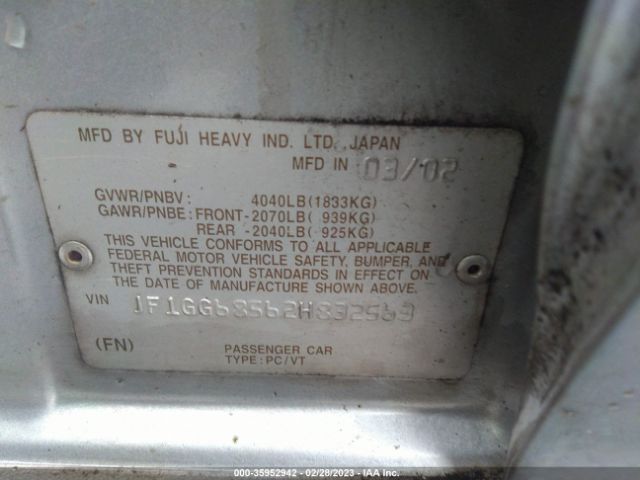 MFD BY FUJI HEAVY IND. LTD. JAPAN
MFD IN 03/'02
GVWR/PNBV: 4040LB(1833KG)
GAWR/PNBE: FRONT-2070LB( 939KG)
REAR -2040LB( 925KG)
THIS VEHICLE CONFORMS TO ALL APPLICABLE
FEDERAL MOTOR VEHICLE SAFETY, BUMPER, AND
THEFT PREVENTION STANDARDS IN EFFECT ON
THE DATE OF MANUFACTURE SHOWN ABOVE.
VIN JF1GG68562H832563
(FN) PASSENGER CAR
TYPE:PC/VT
000-35952942 - 02/28/2023 - IAA Inc.